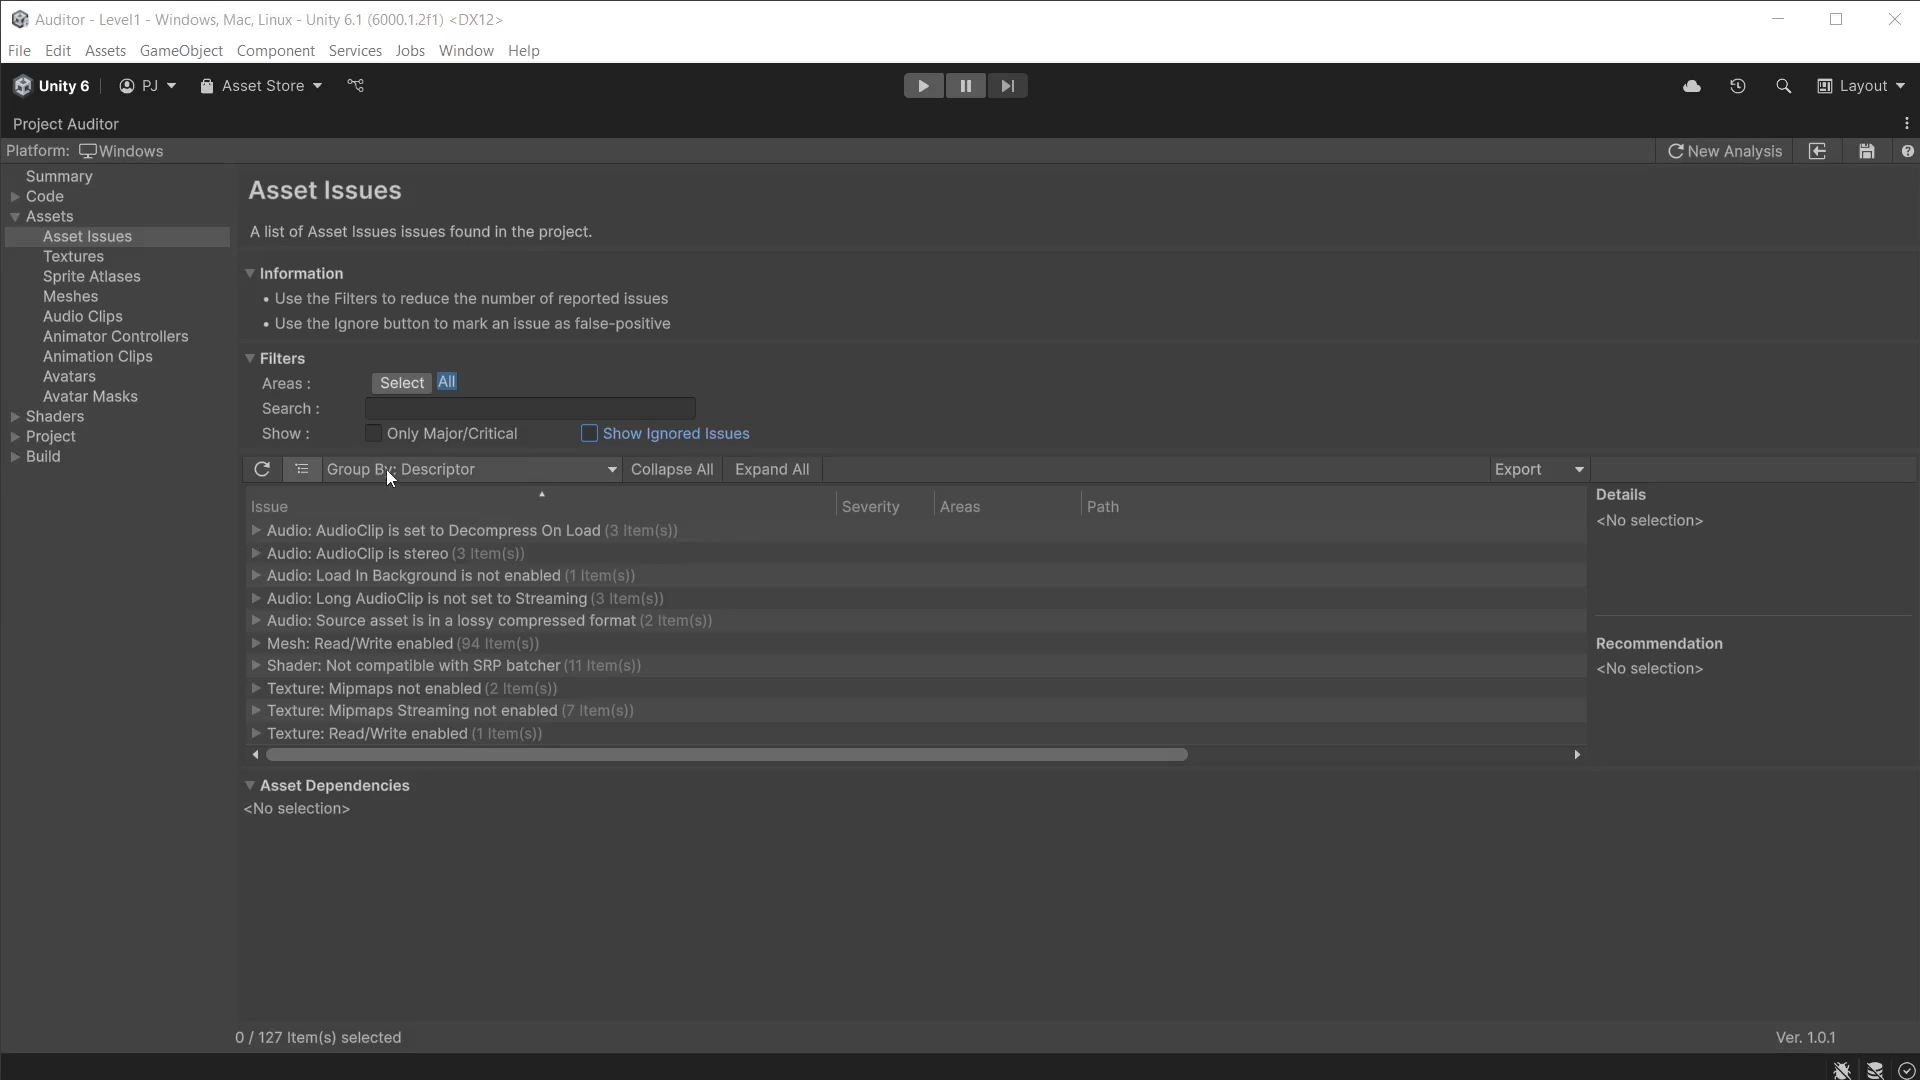 Auditor - Level1 - Windows, Mac, Linux - Unity 6.1 (6000.1.2f1) <DX12>
File Edit Assets GameObject Component Services Jobs Window Help
Unity 6 PJ Asset Store Layout
Project Auditor
Platform: Windows New Analysis
Summary
Code
Assets
Asset Issues
Textures
Sprite Atlases
Meshes
Audio Clips
Animator Controllers
Animation Clips
Avatars
Avatar Masks
Shaders
Project
Build
Asset Issues
A list of Asset Issues issues found in the project.
Information
• Use the Filters to reduce the number of reported issues
• Use the Ignore button to mark an issue as false-positive
Filters
Areas : Select All
Search :
Show : Only Major/Critical Show Ignored Issues
Group By: Descriptor Collapse All Expand All Export
Issue Severity Areas Path
Audio: AudioClip is set to Decompress On Load (3 Item(s))
Audio: AudioClip is stereo (3 Item(s))
Audio: Load In Background is not enabled (1 Item(s))
Audio: Long AudioClip is not set to Streaming (3 Item(s))
Audio: Source asset is in a lossy compressed format (2 Item(s))
Mesh: Read/Write enabled (94 Item(s))
Shader: Not compatible with SRP batcher (11 Item(s))
Texture: Mipmaps not enabled (2 Item(s))
Texture: Mipmaps Streaming not enabled (7 Item(s))
Texture: Read/Write enabled (1 Item(s))
Details
<No selection>
Recommendation
<No selection>
Asset Dependencies
<No selection>
0 / 127 Item(s) selected Ver. 1.0.1